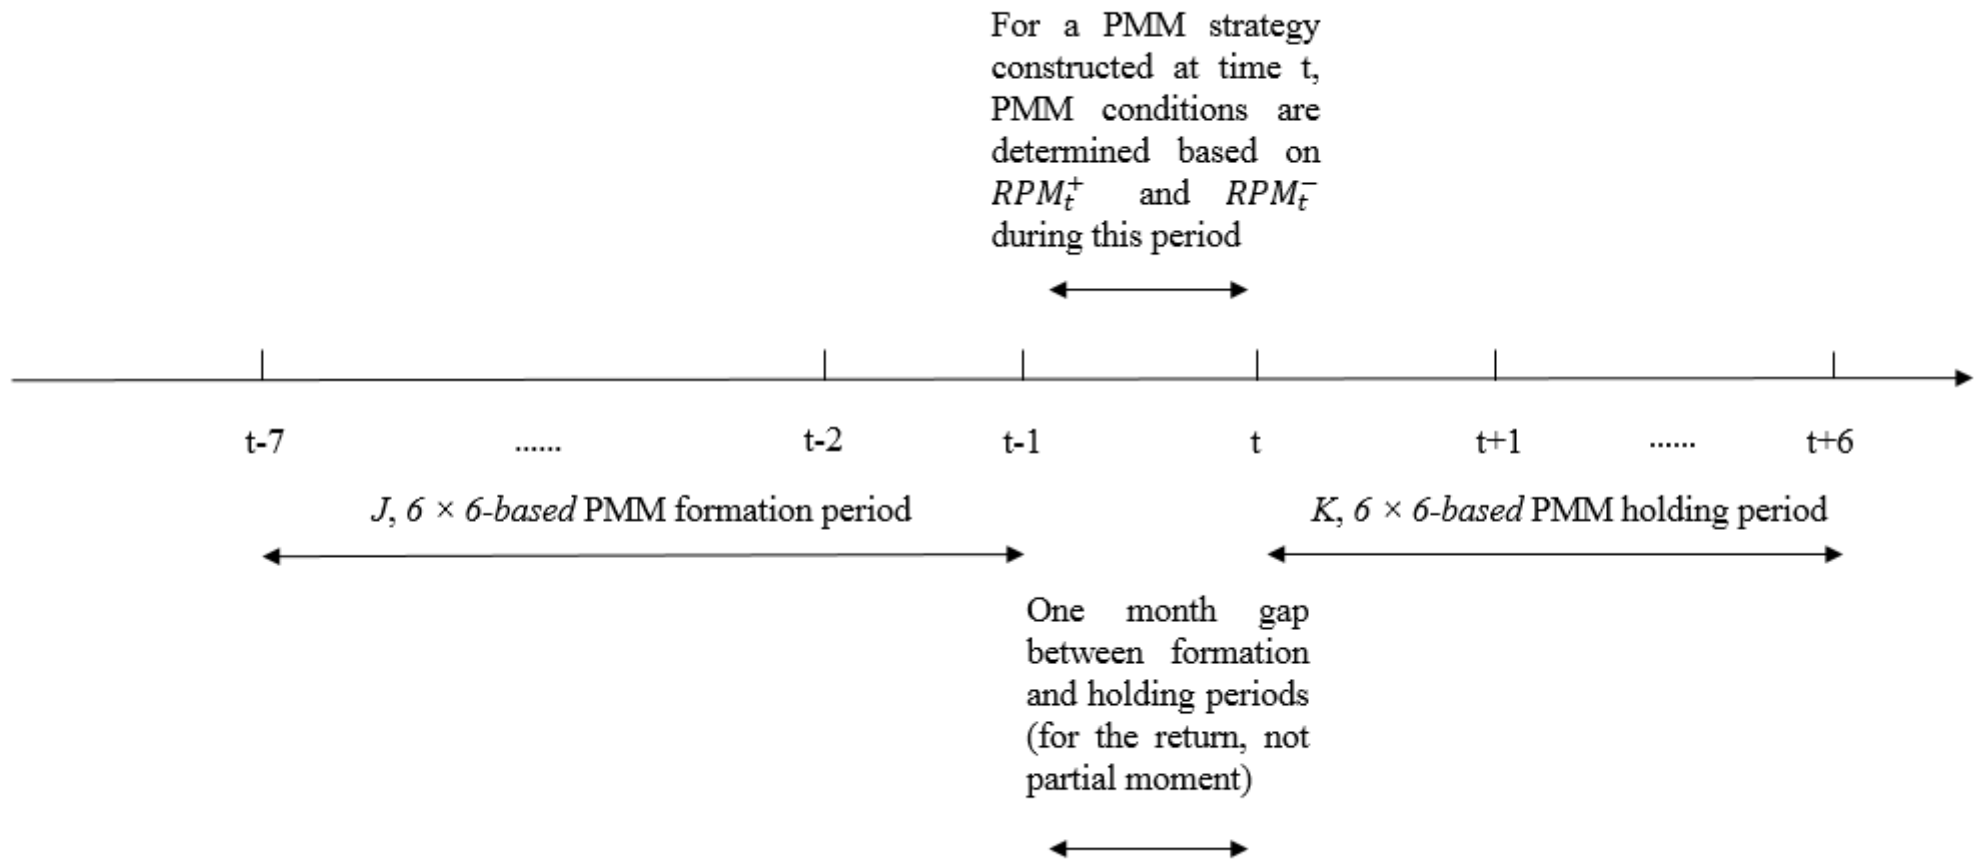 For a PMM strategy
constructed at time t,
PMM conditions are
determined based on
RPM_t^+ and RPM_t^-
during this period
t-7 ...... t-2 t-1 t t+1 ...... t+6
J, 6 × 6-based PMM formation period
K, 6 × 6-based PMM holding period
One month gap
between formation
and holding periods
(for the return, not
partial moment)